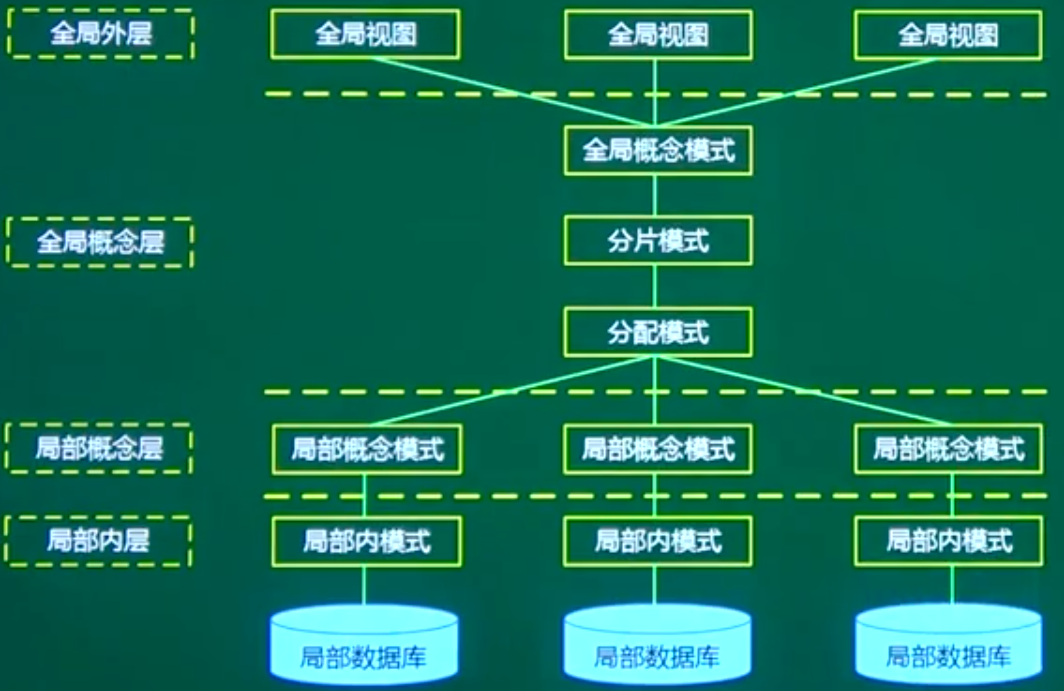 全局外层
全局视图
全局视图
全局视图
全局概念模式
全局概念层
分片模式
分配模式
局部概念层
局部概念模式
局部概念模式
局部概念模式
局部内层
局部内模式
局部内模式
局部内模式
局部数据库
局部数据库
局部数据库